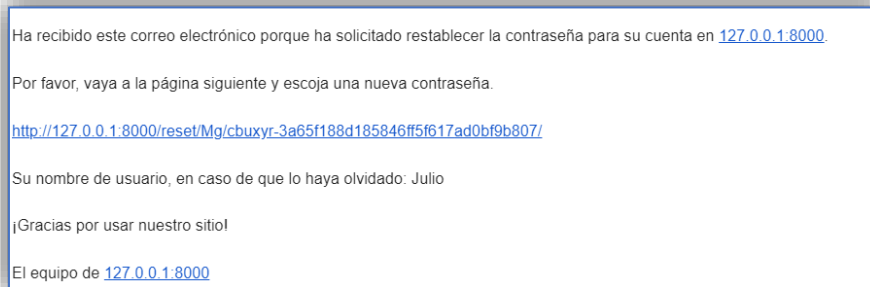 Ha recibido este correo electrónico porque ha solicitado restablecer la contraseña para su cuenta en 127.0.0.1:8000.
Por favor, vaya a la página siguiente y escoja una nueva contraseña.
http://127.0.0.1:8000/reset/Mg/cbuxyr-3a65f188d185846ff5f617ad0bf9b807/
Su nombre de usuario, en caso de que lo haya olvidado: Julio
¡Gracias por usar nuestro sitio!
El equipo de 127.0.0.1:8000